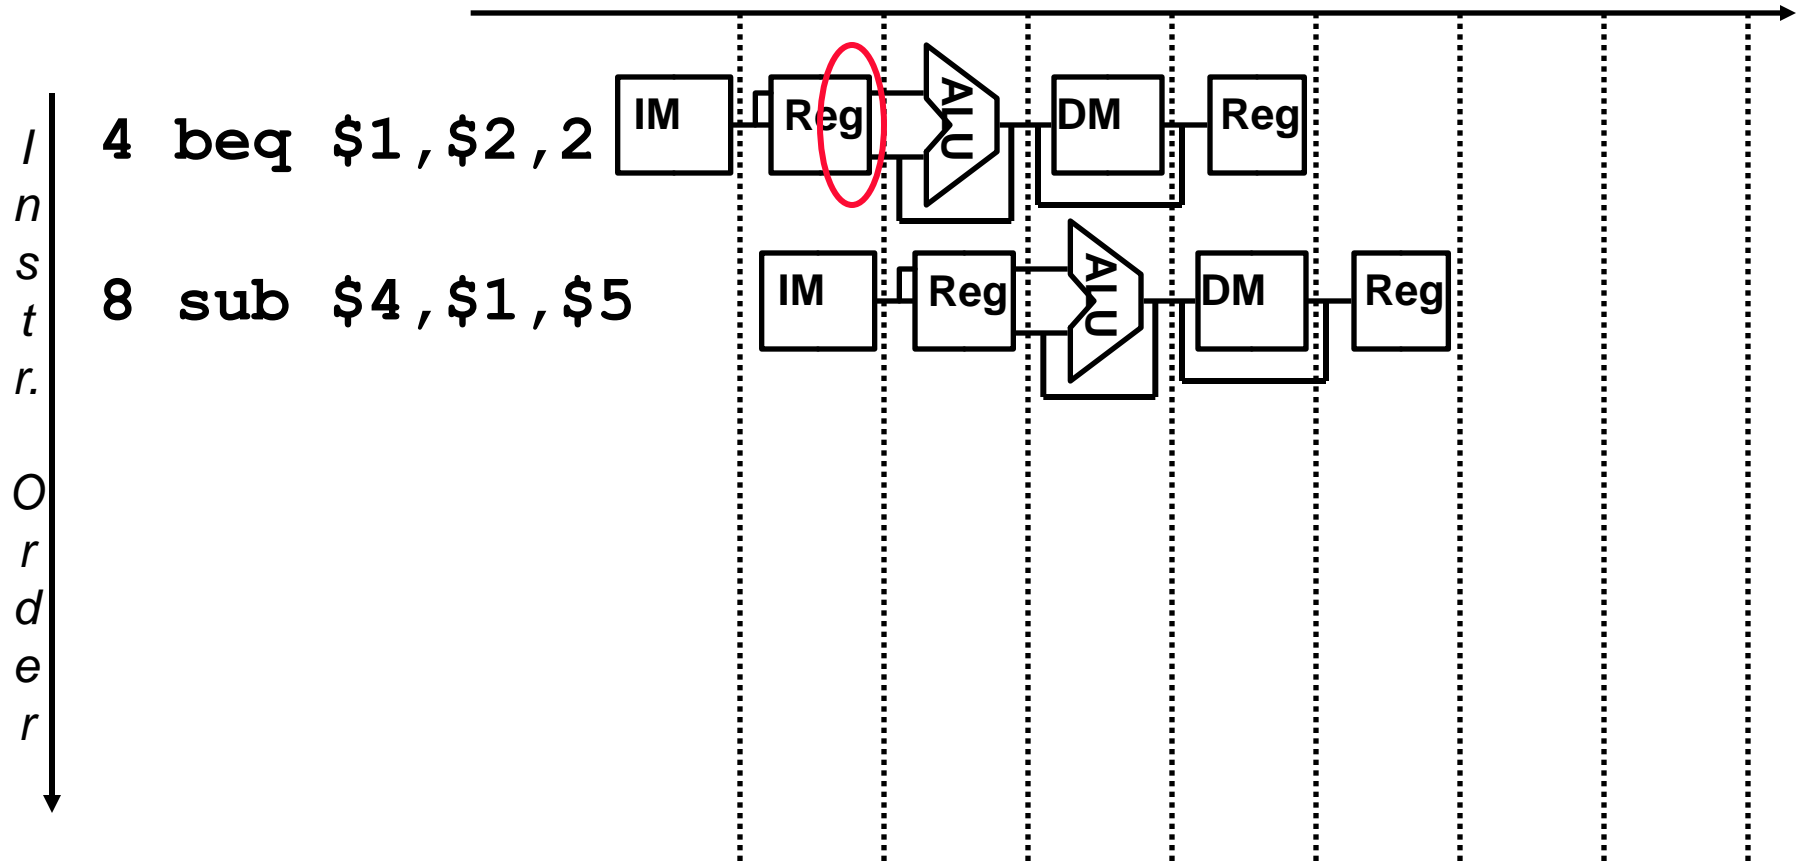 4 beq $1,$2,2 IM Reg ALU DM Reg
8 sub $4,$1,$5 IM Reg ALU DM Reg
Instr. Order